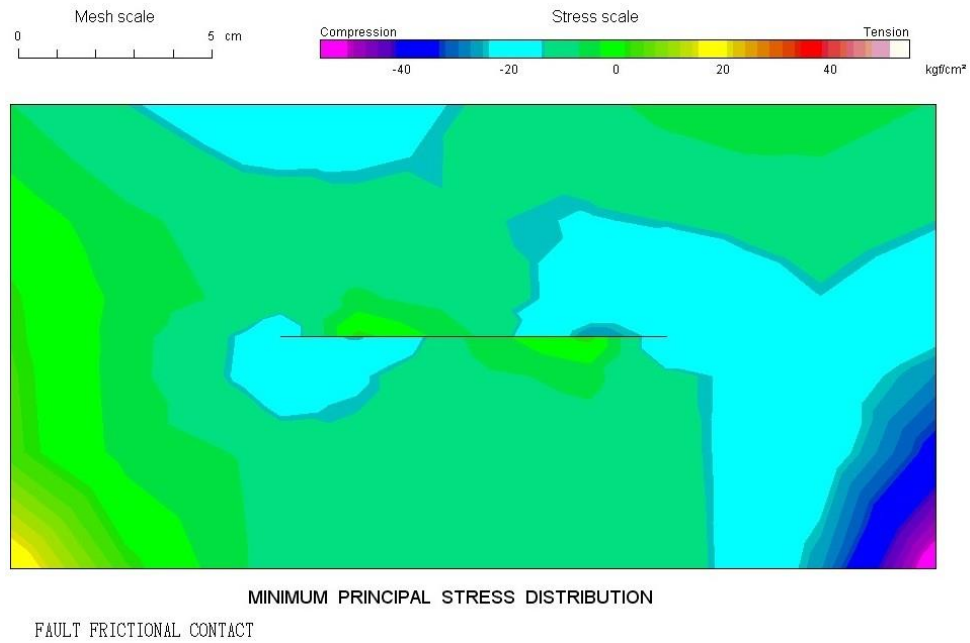 Mesh scale
0 5 cm
Stress scale
Compression Tension
-40 -20 0 20 40 kgf/cm²
MINIMUM PRINCIPAL STRESS DISTRIBUTION
FAULT FRICTIONAL CONTACT